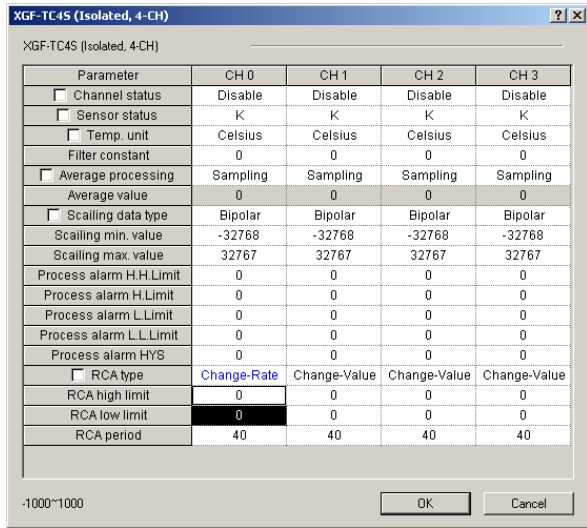 XGF-TC4S (Isolated, 4-CH)
XGF-TC4S (Isolated, 4-CH)
Parameter CH 0 CH 1 CH 2 CH 3
Channel status Disable Disable Disable Disable
Sensor status K K K K
Temp. unit Celsius Celsius Celsius Celsius
Filter constant 0 0 0 0
Average processing Sampling Sampling Sampling Sampling
Average value 0 0 0 0
Scailing data type Bipolar Bipolar Bipolar Bipolar
Scailing min. value -32768 -32768 -32768 -32768
Scailing max. value 32767 32767 32767 32767
Process alarm H.H.Limit 0 0 0 0
Process alarm H.Limit 0 0 0 0
Process alarm L.Limit 0 0 0 0
Process alarm L.L.Limit 0 0 0 0
Process alarm HYS 0 0 0 0
RCA type Change-Rate Change-Value Change-Value Change-Value
RCA high limit 0 0 0 0
RCA low limit 0 0 0 0
RCA period 40 40 40 40
-1000~1000 OK Cancel